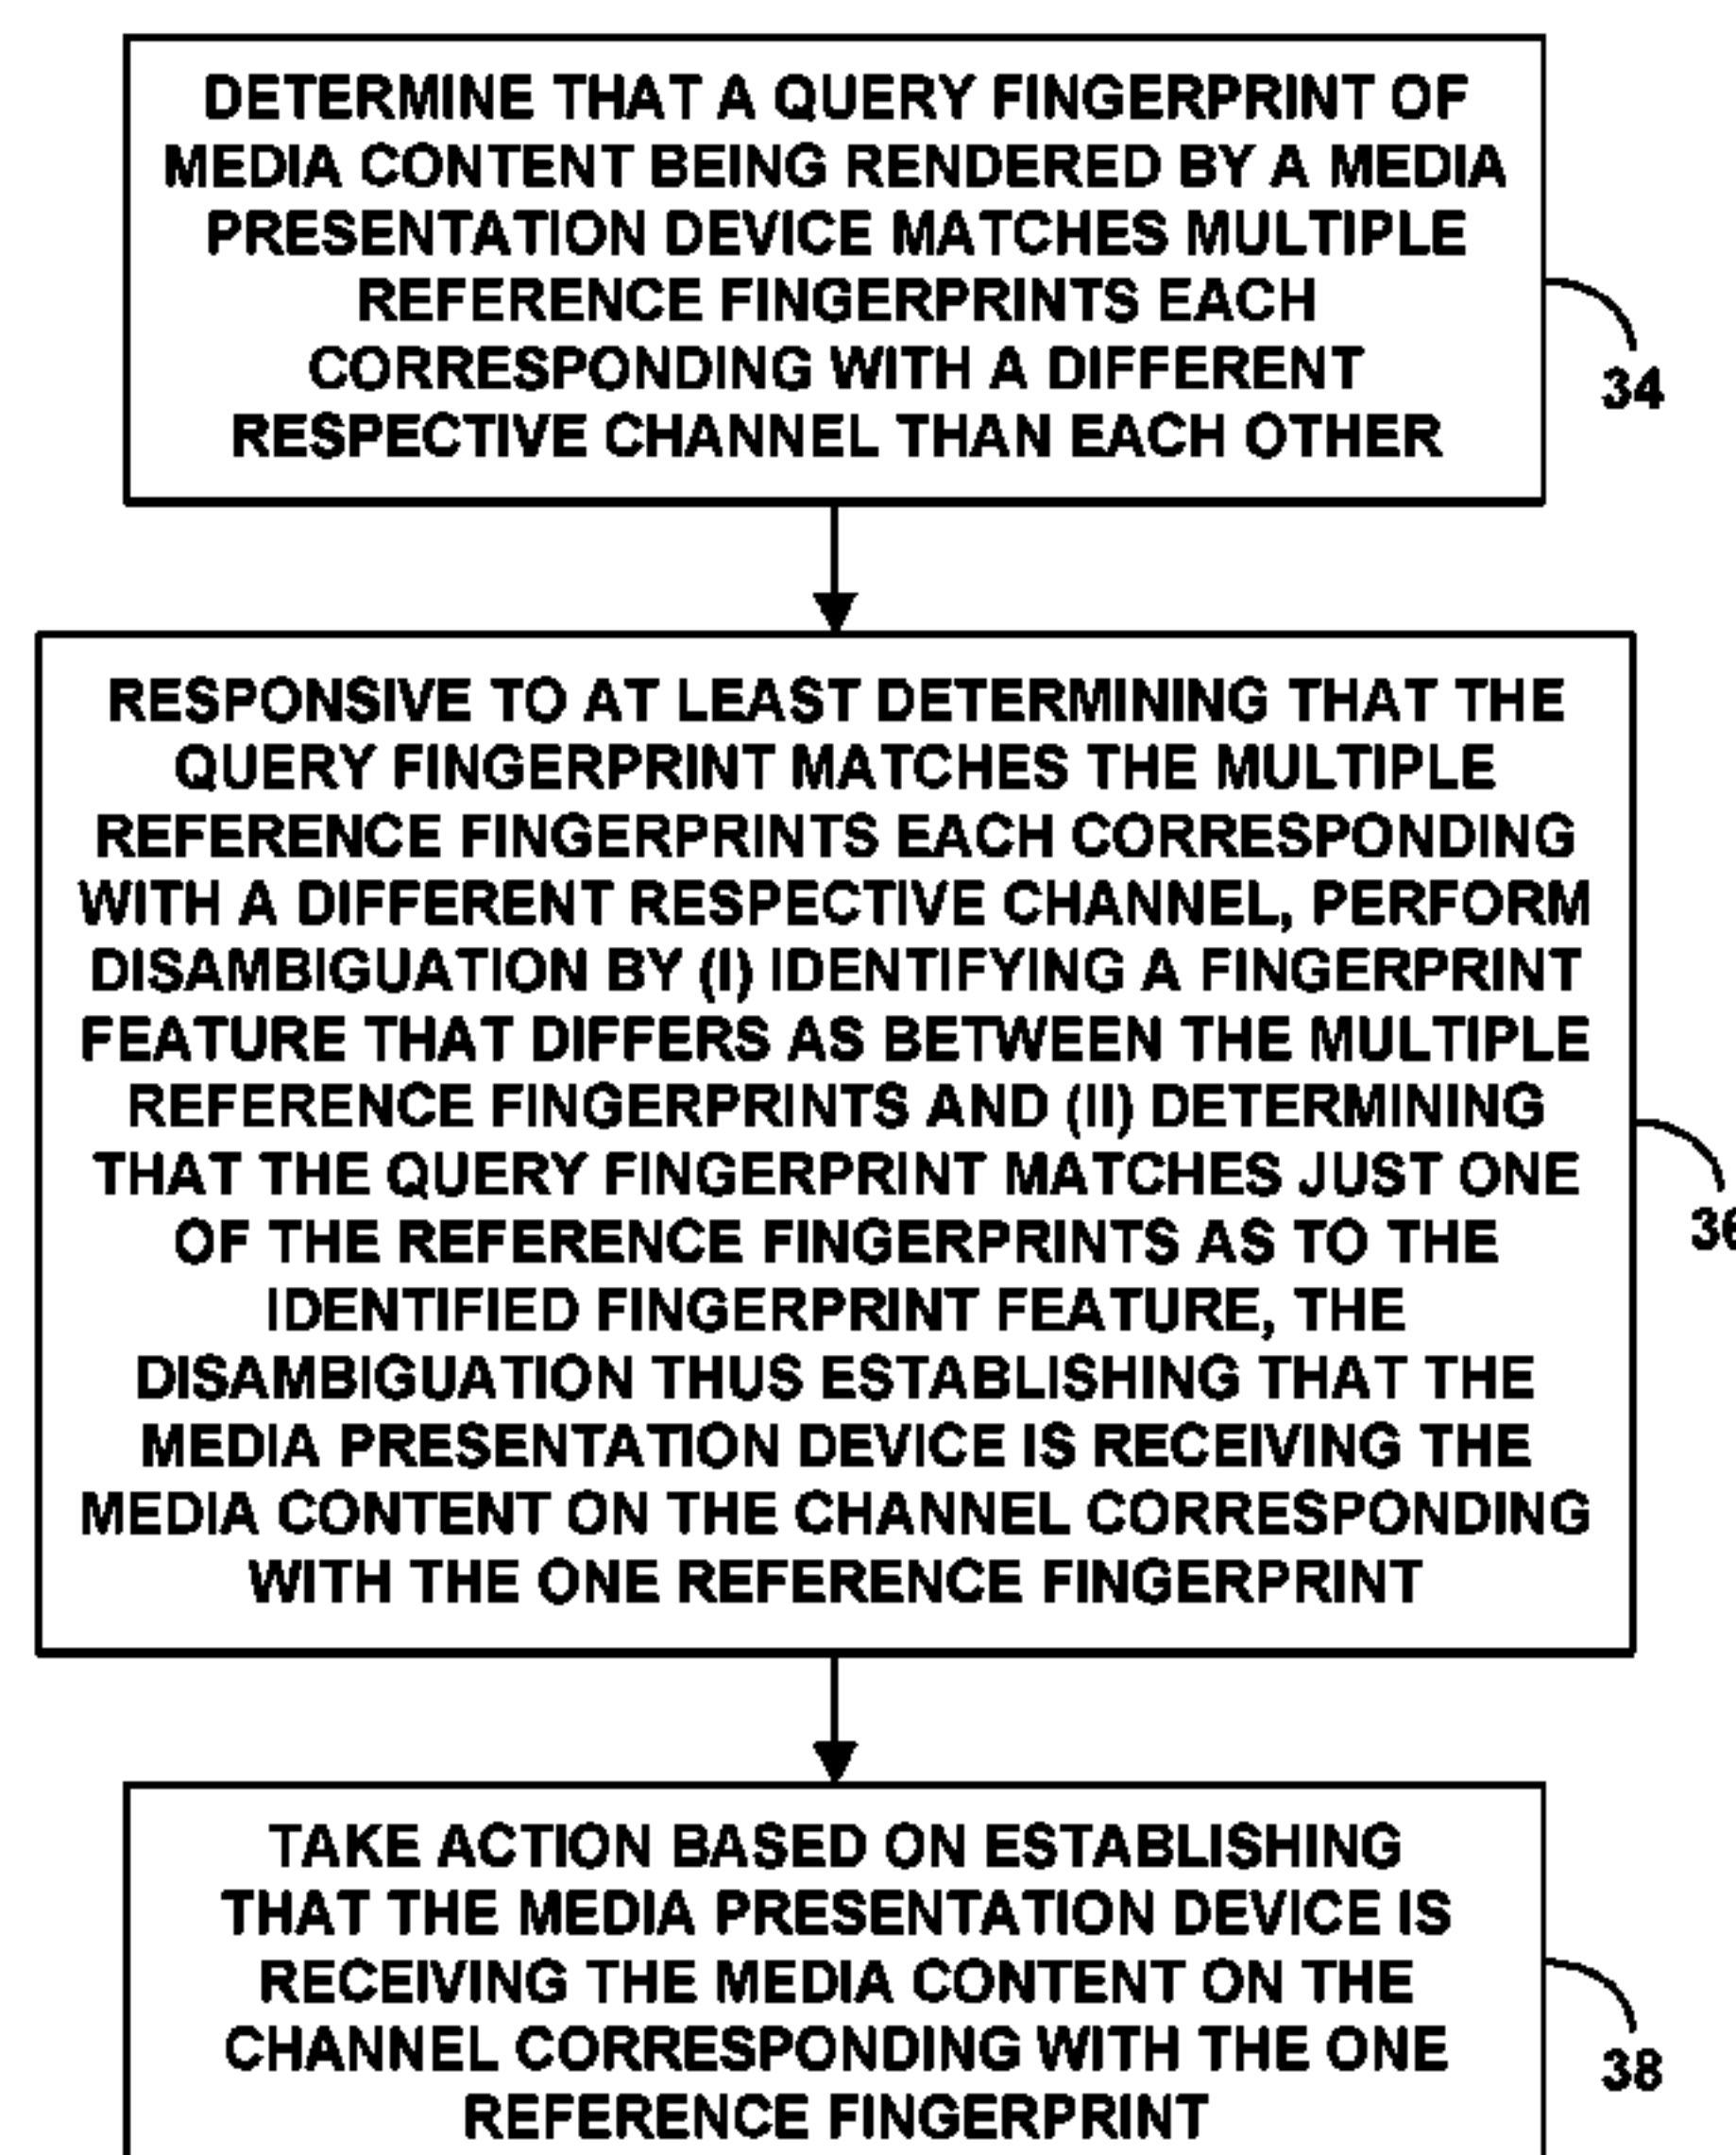 DETERMINE THAT A QUERY FINGERPRINT OF
MEDIA CONTENT BEING RENDERED BY A MEDIA
PRESENTATION DEVICE MATCHES MULTIPLE
REFERENCE FINGERPRINTS EACH
CORRESPONDING WITH A DIFFERENT
RESPECTIVE CHANNEL THAN EACH OTHER
34
RESPONSIVE TO AT LEAST DETERMINING THAT THE
QUERY FINGERPRINT MATCHES THE MULTIPLE
REFERENCE FINGERPRINTS EACH CORRESPONDING
WITH A DIFFERENT RESPECTIVE CHANNEL, PERFORM
DISAMBIGUATION BY (I) IDENTIFYING A FINGERPRINT
FEATURE THAT DIFFERS AS BETWEEN THE MULTIPLE
REFERENCE FINGERPRINTS AND (II) DETERMINING
THAT THE QUERY FINGERPRINT MATCHES JUST ONE
OF THE REFERENCE FINGERPRINTS AS TO THE
IDENTIFIED FINGERPRINT FEATURE, THE
DISAMBIGUATION THUS ESTABLISHING THAT THE
MEDIA PRESENTATION DEVICE IS RECEIVING THE
MEDIA CONTENT ON THE CHANNEL CORRESPONDING
WITH THE ONE REFERENCE FINGERPRINT
36
TAKE ACTION BASED ON ESTABLISHING
THAT THE MEDIA PRESENTATION DEVICE IS
RECEIVING THE MEDIA CONTENT ON THE
CHANNEL CORRESPONDING WITH THE ONE
REFERENCE FINGERPRINT
38